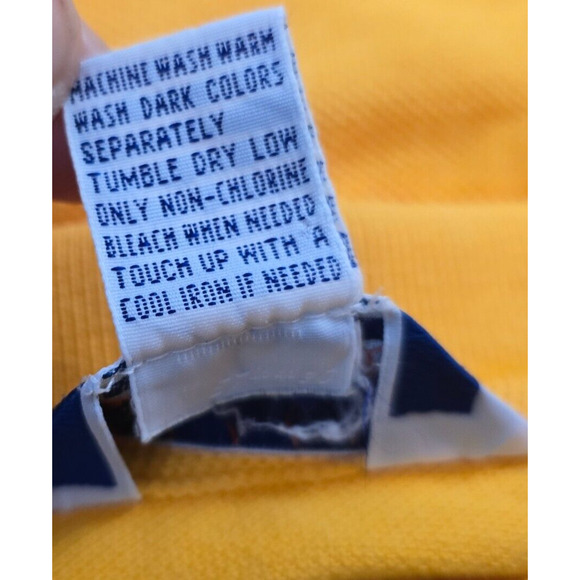 MACHINE WASH WARM
WASH DARK COLORS
SEPARATELY
TUMBLE DRY LOW
ONLY NON-CHLORINE
BLEACH WHEN NEEDED
TOUCH UP WITH A
COOL IRON IF NEEDED